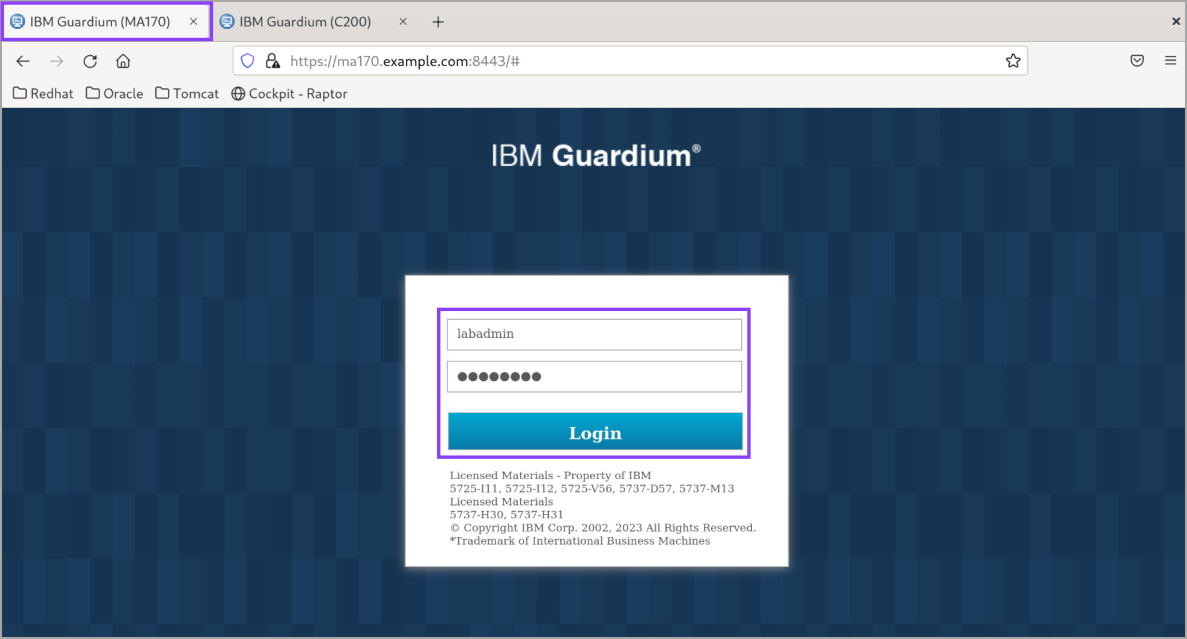 IBM Guardium (MA170)
IBM Guardium (C200)
https://ma170.example.com:8443/#
Redhat Oracle Tomcat Cockpit - Raptor
IBM Guardium®
labadmin
●●●●●●●●
Login
Licensed Materials - Property of IBM
5725-I11, 5725-I12, 5725-V56, 5737-D57, 5737-M13
Licensed Materials
5737-H30, 5737-H31
© Copyright IBM Corp. 2002, 2023 All Rights Reserved.
*Trademark of International Business Machines